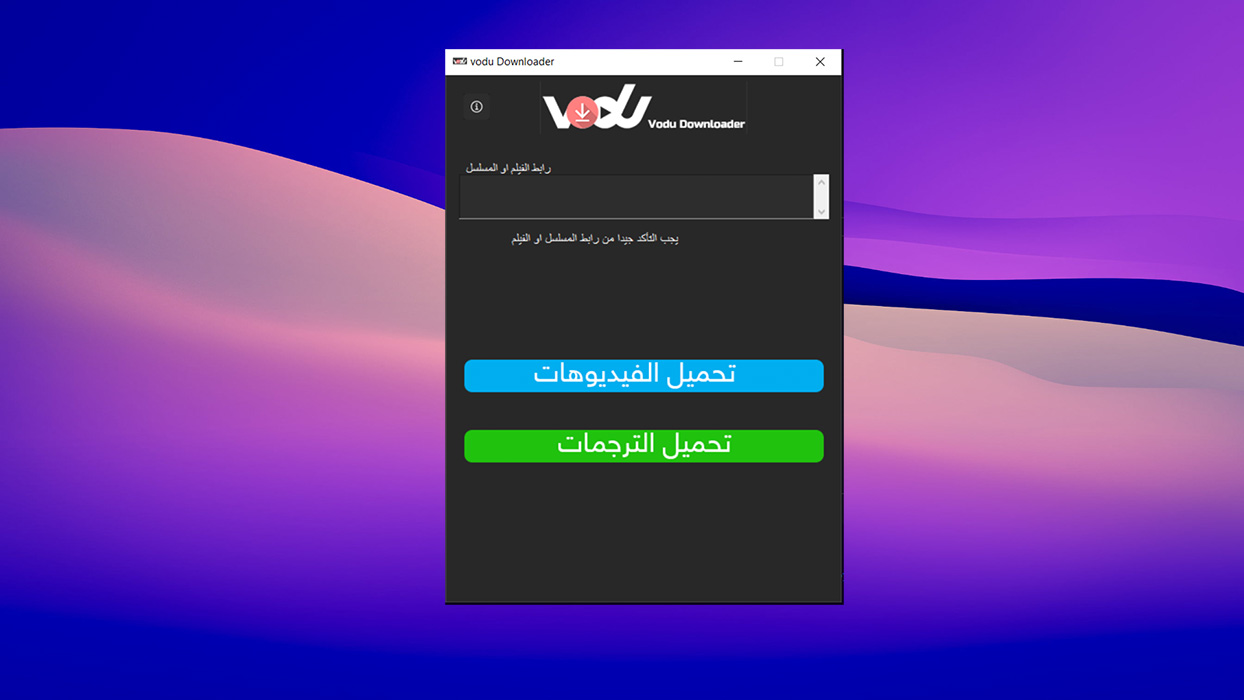 vodu Downloader
vodu
Vodu Downloader
رابط الفيلم او المسلسل
يجب التأكد جيدا من رابط المسلسل او الفيلم
تحميل الفيديوهات
تحميل الترجمات